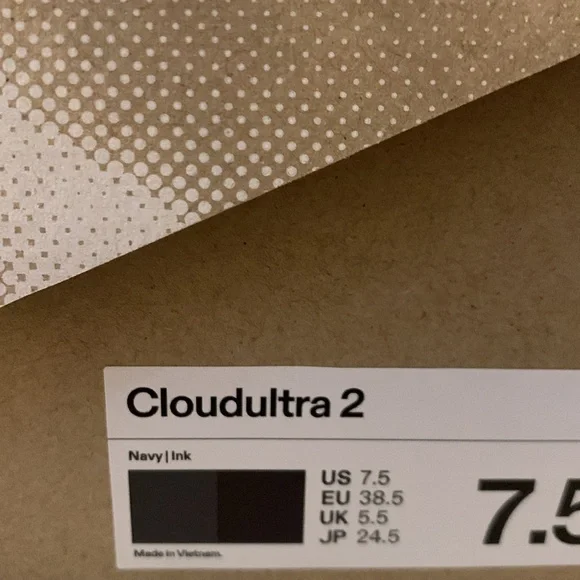 Cloudultra 2
Navy|Ink
US 7.5
EU 38.5
UK 5.5
JP 24.5
7.5
Made in Vietnam.